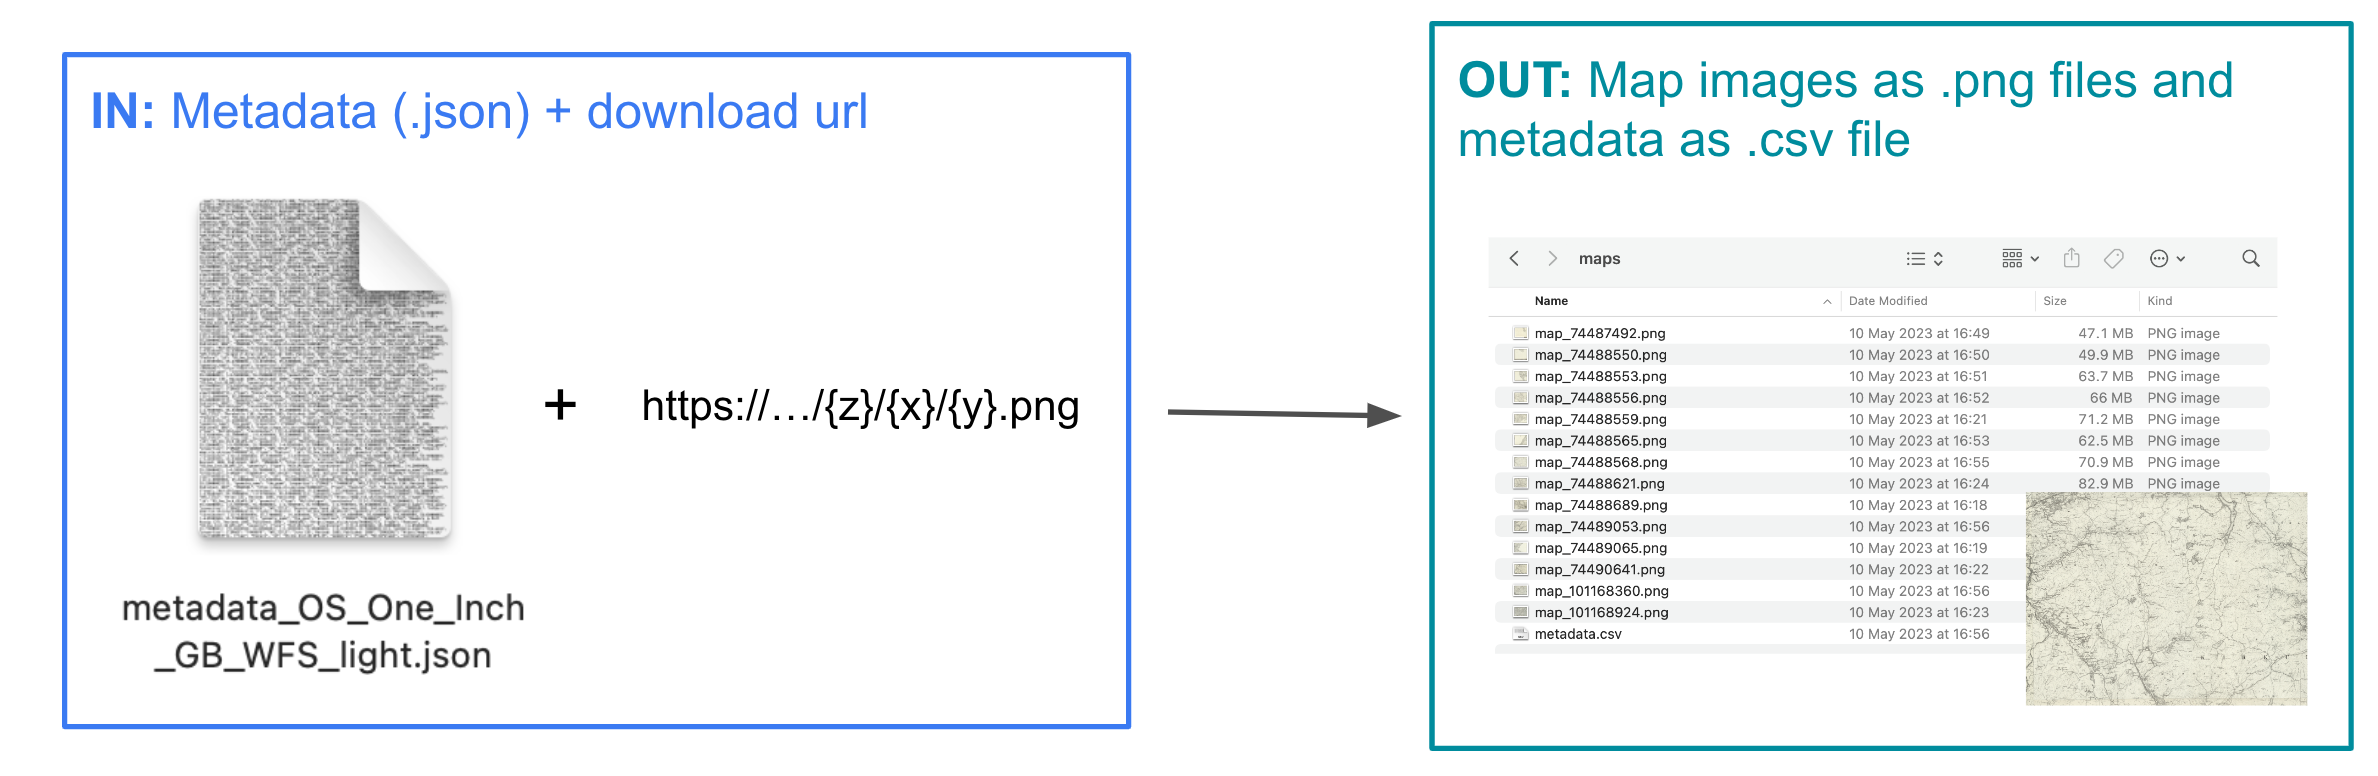 IN: Metadata (.json) + download url
metadata_OS_One_Inch
_GB_WFS_light.json
+
https://…/{z}/{x}/{y}.png
OUT: Map images as .png files and
metadata as .csv file
maps
Name Date Modified Size Kind
map_74487492.png 10 May 2023 at 16:49 47.1 MB PNG image
map_74488550.png 10 May 2023 at 16:50 49.9 MB PNG image
map_74488553.png 10 May 2023 at 16:51 63.7 MB PNG image
map_74488556.png 10 May 2023 at 16:52 66 MB PNG image
map_74488559.png 10 May 2023 at 16:21 71.2 MB PNG image
map_74488565.png 10 May 2023 at 16:53 62.5 MB PNG image
map_74488568.png 10 May 2023 at 16:55 70.9 MB PNG image
map_74488621.png 10 May 2023 at 16:24 82.9 MB PNG image
map_74488689.png 10 May 2023 at 16:18
map_74489053.png 10 May 2023 at 16:56
map_74489065.png 10 May 2023 at 16:19
map_74490641.png 10 May 2023 at 16:22
map_101168360.png 10 May 2023 at 16:56
map_101168924.png 10 May 2023 at 16:23
metadata.csv 10 May 2023 at 16:56